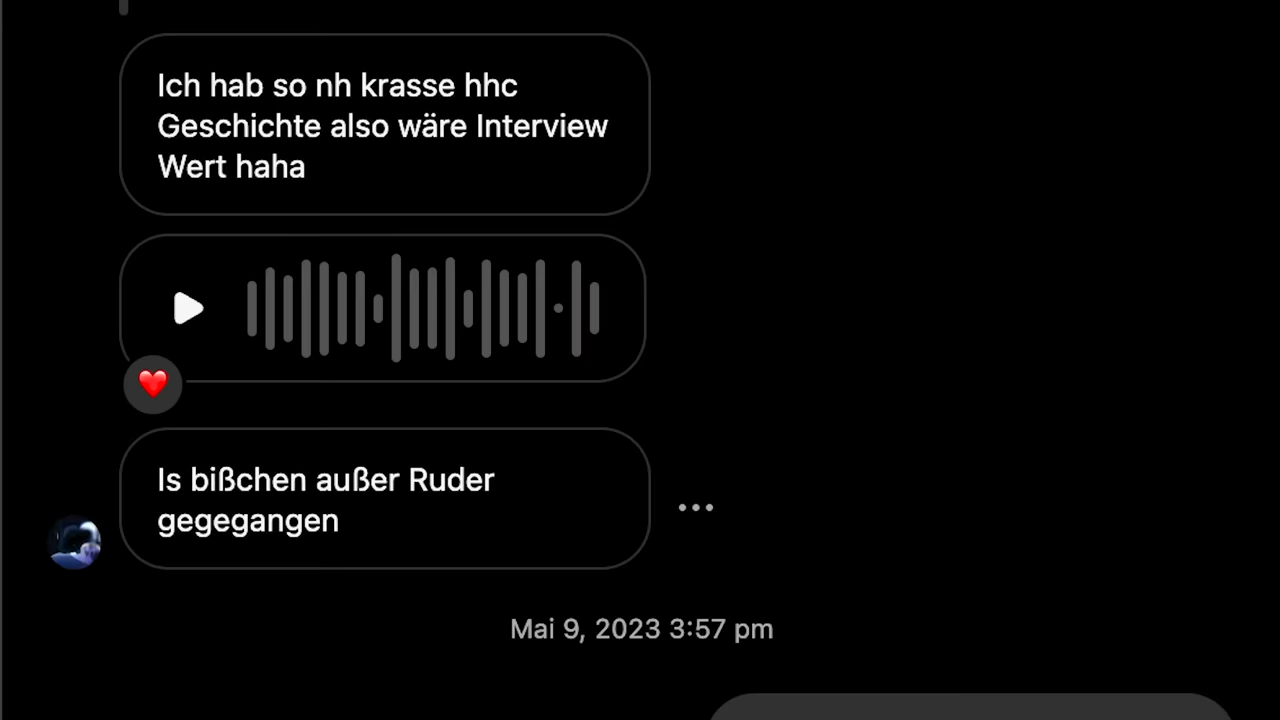 Ich hab so nh krasse hhc
Geschichte also wäre Interview
Wert haha
Is bißchen außer Ruder
gegegangen
Mai 9, 2023 3:57 pm